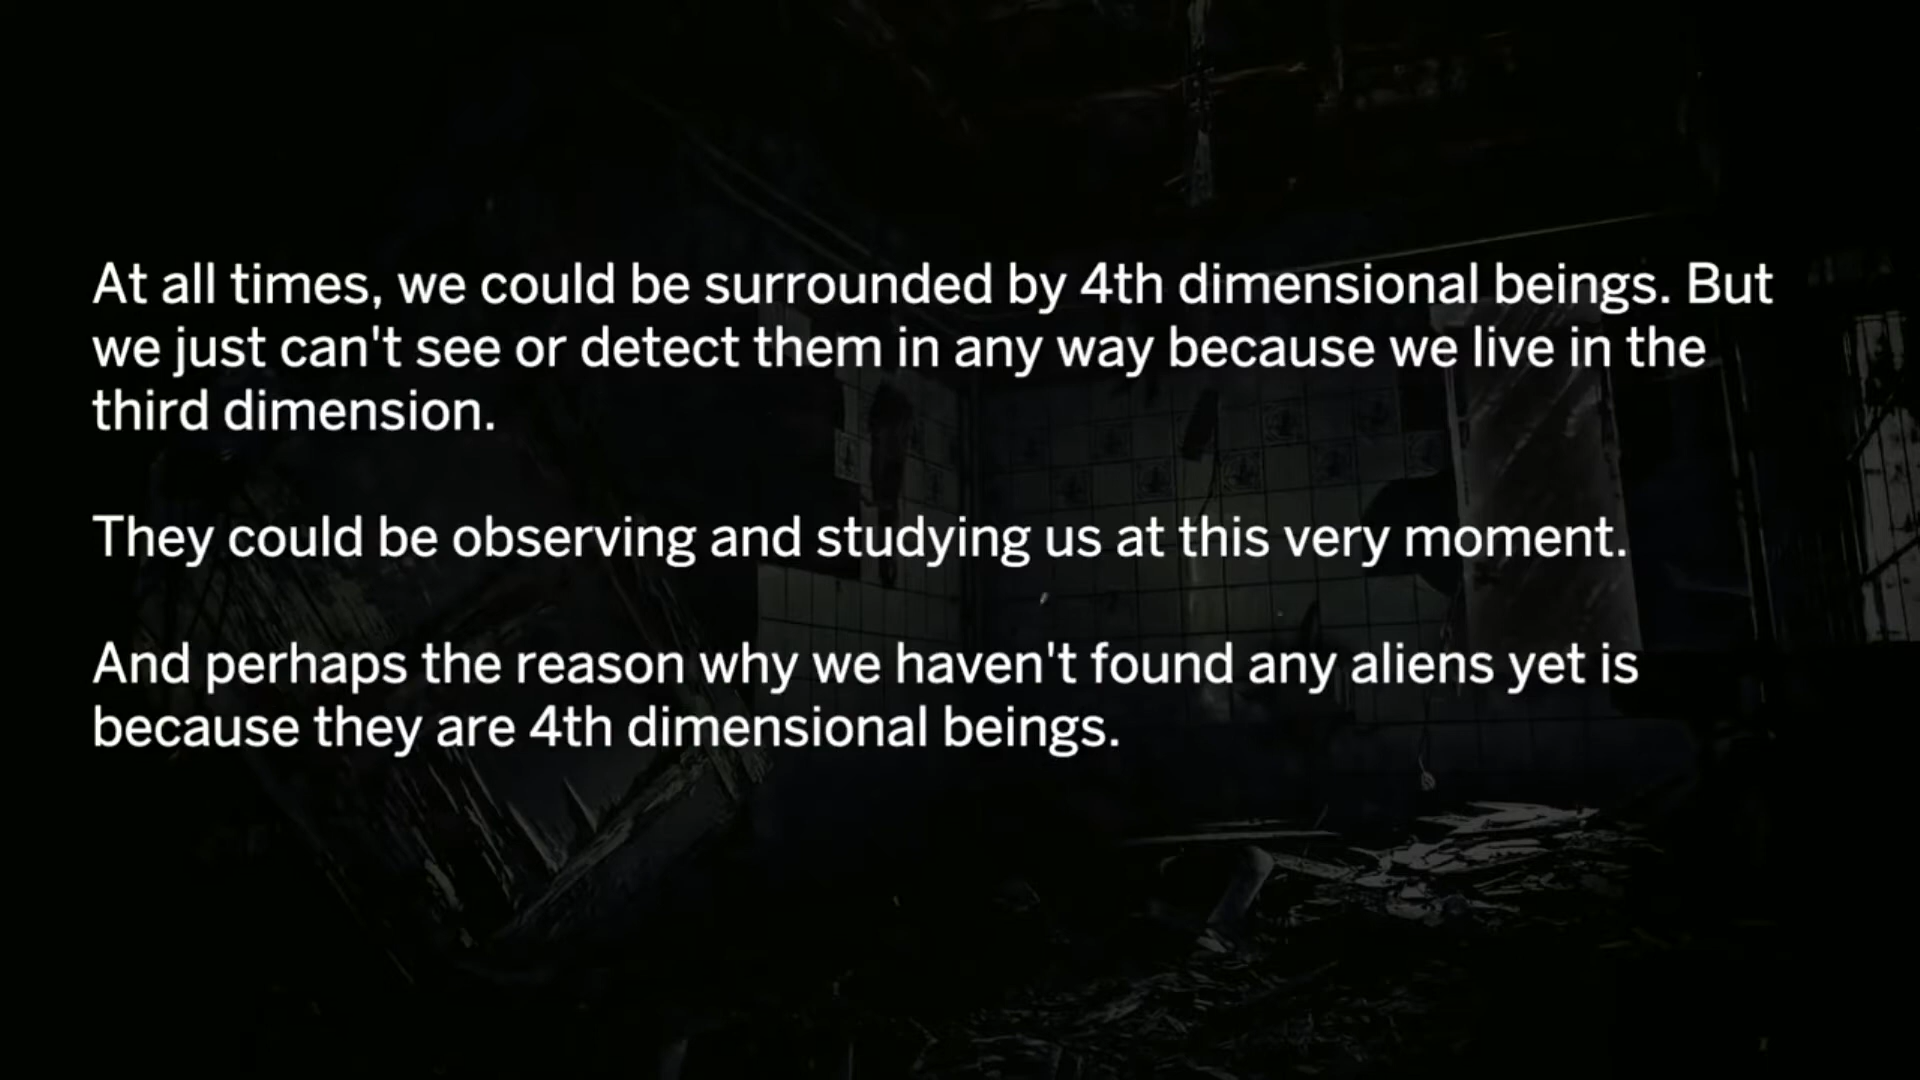 At all times, we could be surrounded by 4th dimensional beings. But
we just can't see or detect them in any way because we live in the
third dimension.
They could be observing and studying us at this very moment.
And perhaps the reason why we haven't found any aliens yet is
because they are 4th dimensional beings.